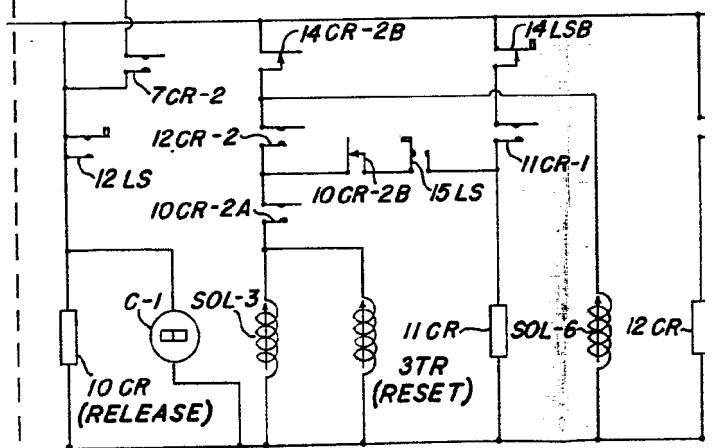 14CR-2B
14LSB
7CR-2
12CR-2
11CR-1
12LS
10CR-2B
15LS
10CR-2A
C-1
SOL-3
11CR
SOL-6
12CR
3TR
(RESET)
10CR
(RELEASE)